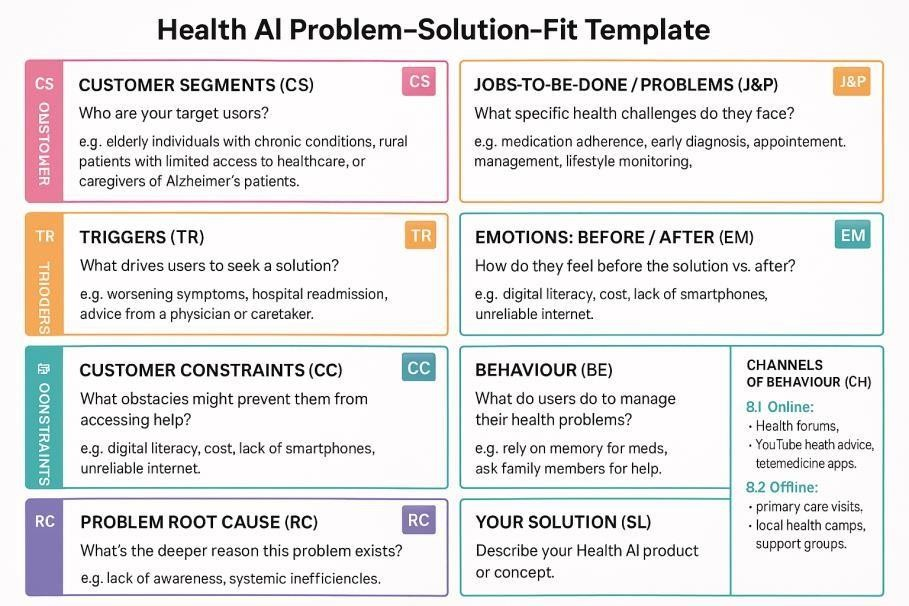 Health AI Problem–Solution–Fit Template
CS
ONSTOWER
CUSTOMER SEGMENTS (CS)
CS
Who are your target usors?
e.g. elderly individuals with chronic conditions, rural
patients with limited access to healthcare, or
caregivers of Alzheimer's patients.
JOBS-TO-BE-DONE / PROBLEMS (J&P)
J&P
What specific health challenges do they face?
e.g. medication adherence, early diagnosis, appointement.
management, lifestyle monitoring,
TR
TRIOGERS
TRIGGERS (TR)
TR
What drives users to seek a solution?
e.g. worsening symptoms, hospital readmission,
advice from a physician or caretaker.
EMOTIONS: BEFORE / AFTER (EM)
EM
How do they feel before the solution vs. after?
e.g. digital literacy, cost, lack of smartphones,
unreliable internet.
OONSTRAINTS
CUSTOMER CONSTRAINTS (CC)
CC
What obstacies might prevent them from
accessing help?
e.g. digital literacy, cost, lack of smartphones,
unreliable internet.
BEHAVIOUR (BE)
What do users do to manage
their health problems?
e.g. rely on memory for meds,
ask family members for help.
CHANNELS
OF BEHAVIOUR (CH)
8.I Online:
• Health forums,
• YouTube heath advice,
tetemedicine apps.
8.2 Offline:
• primary care visits,
• local health camps,
support groups.
RC
PROBLEM ROOT CAUSE (RC)
RC
What's the deeper reason this problem exists?
e.g. lack of awareness, systemic inefficiencies.
YOUR SOLUTION (SL)
Describe your Health AI product
or concept.